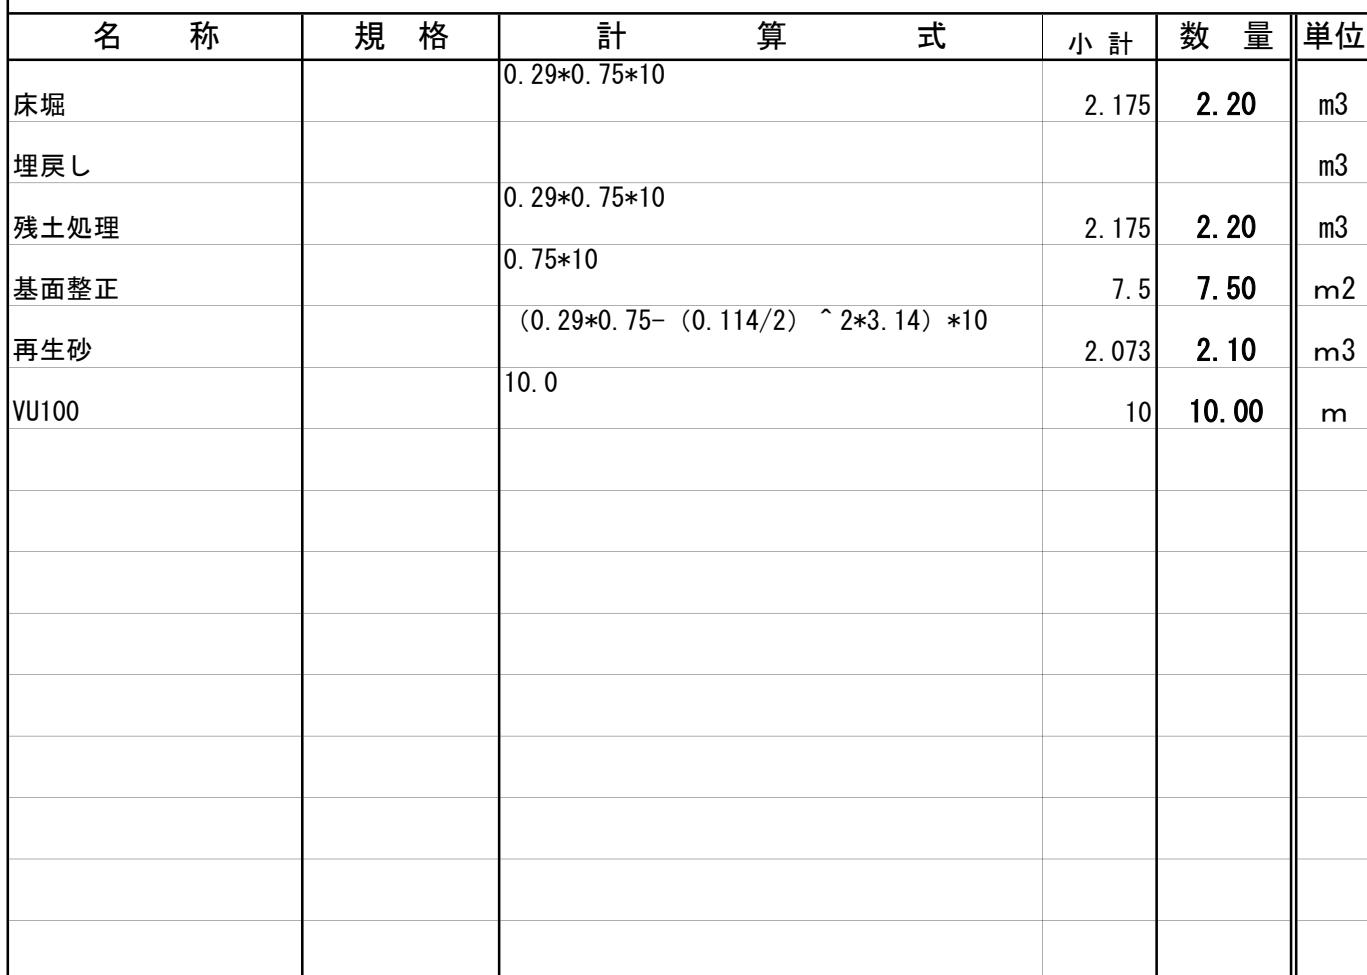 名　　称 規　格 計　　　　算　　　　式 小 計 数　量 単位
0.29*0.75*10
床堀 2.175 2.20 m3
埋戻し m3
0.29*0.75*10
残土処理 2.175 2.20 m3
0.75*10
基面整正 7.5 7.50 ｍ2
（0.29*0.75-（0.114/2）^2*3.14）*10
再生砂 2.073 2.10 ｍ3
10.0
VU100 10 10.00 ｍ